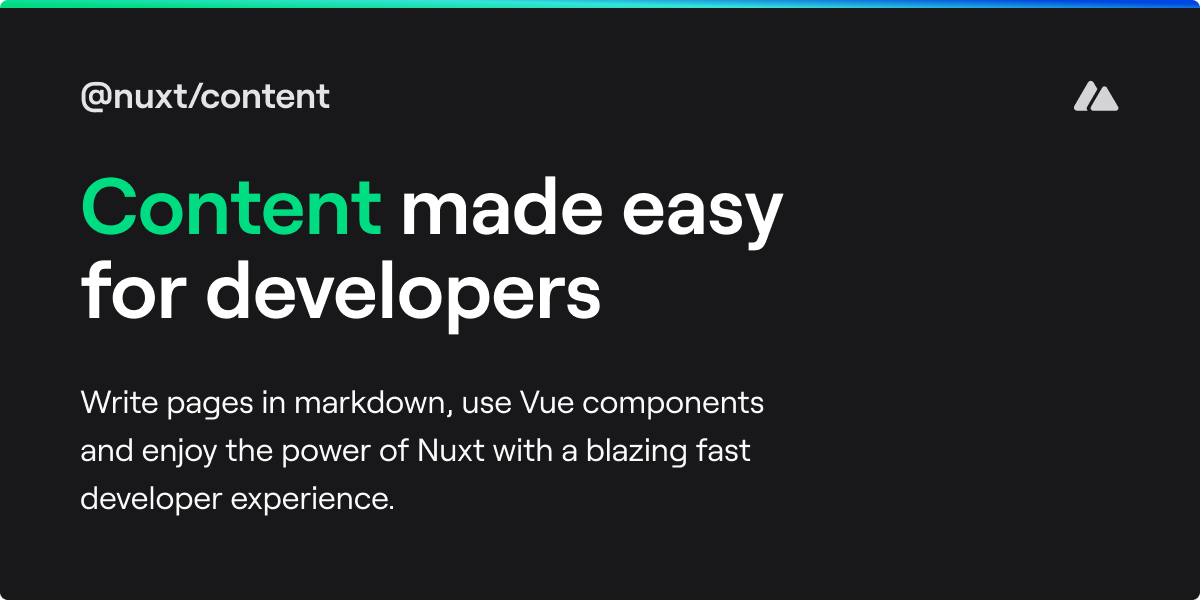 @nuxt/content
Content made easy
for developers
Write pages in markdown, use Vue components
and enjoy the power of Nuxt with a blazing fast
developer experience.